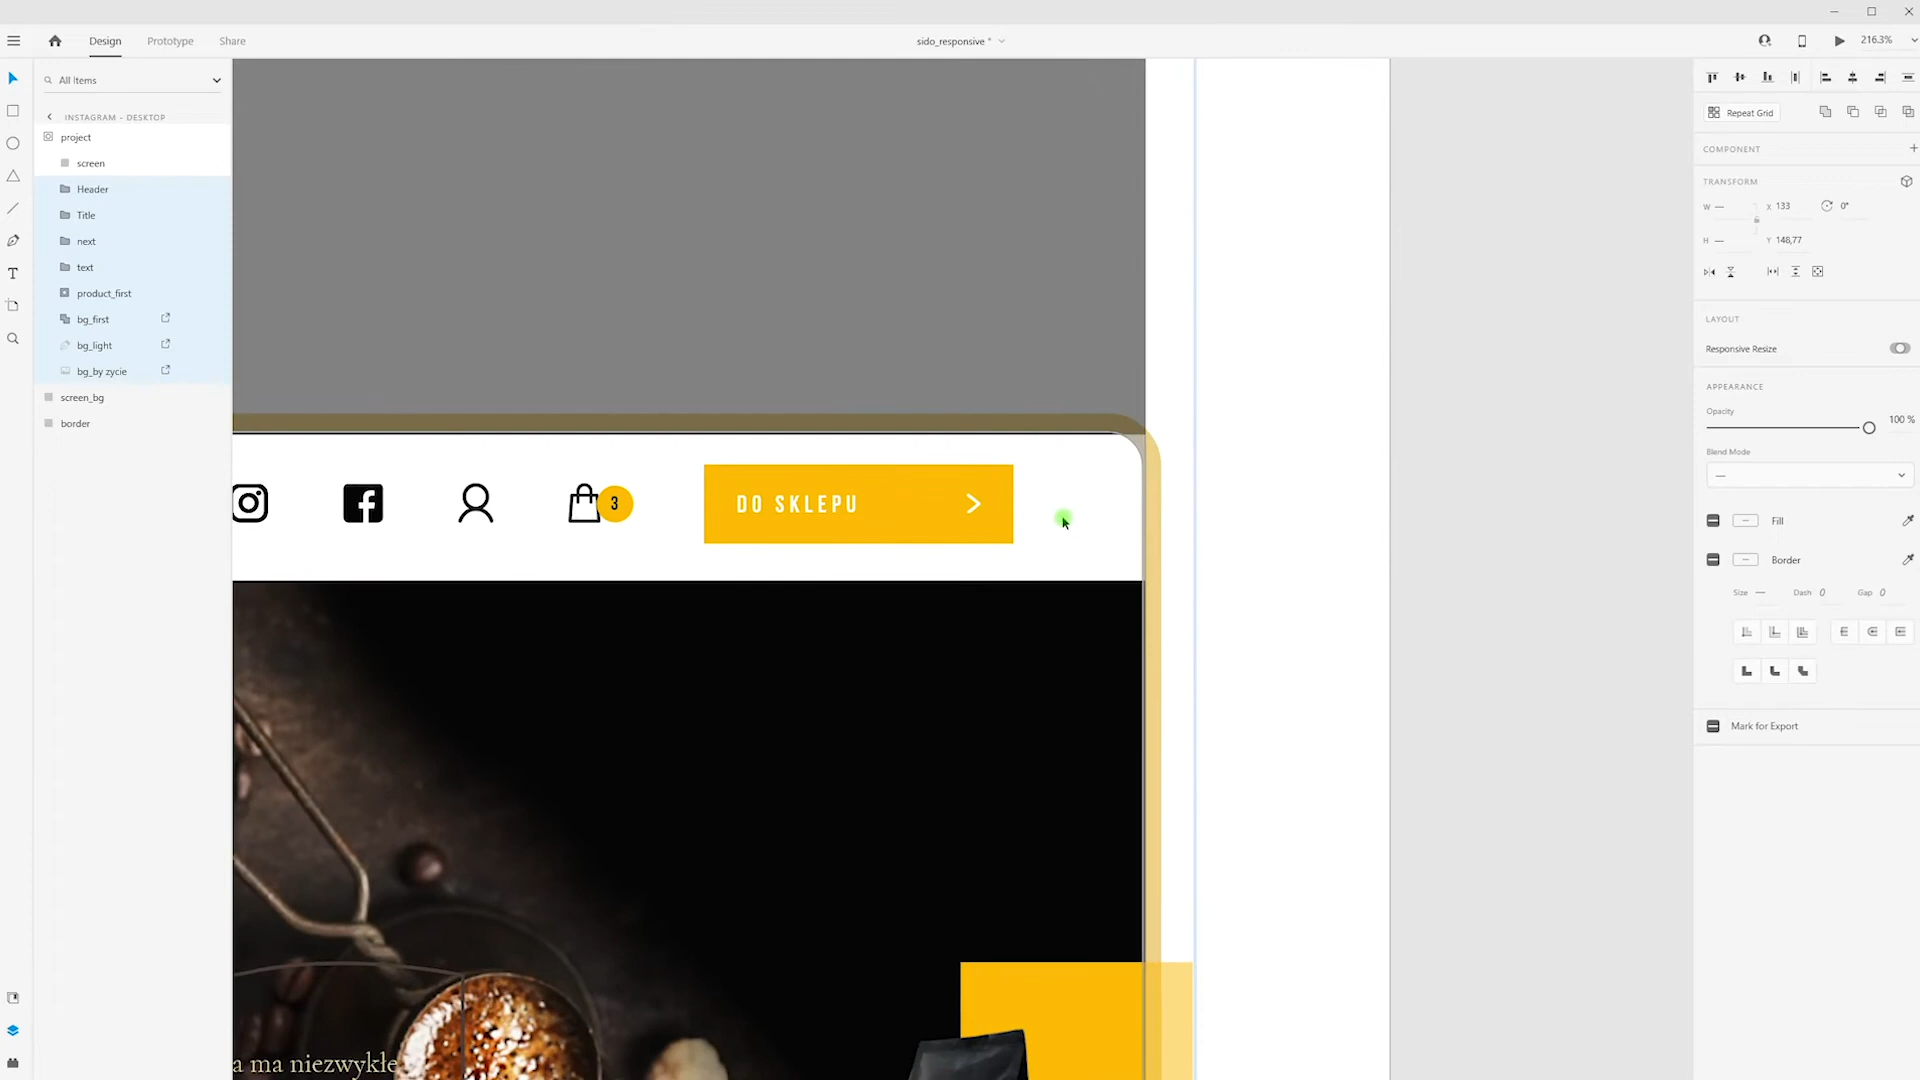 Design
Prototype
Share
sido_responsive *
216.3%
All Items
INSTAGRAM - DESKTOP
project
screen
Header
Title
next
text
product_first
bg_first
bg_light
bg_by zycie
screen_bg
border
3
DO SKLEPU
a ma niezwykłe
Repeat Grid
COMPONENT
TRANSFORM
W — X 133 0°
H — Y 148,77
LAYOUT
Responsive Resize
APPEARANCE
Opacity
100 %
Blend Mode
—
Fill
Border
Size — Dash 0 Gap 0
Mark for Export